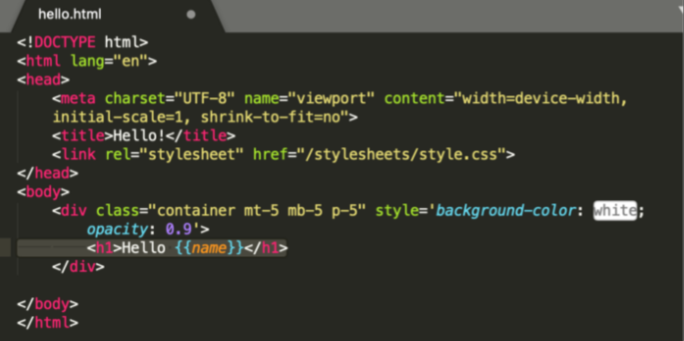 hello.html
<!DOCTYPE html>
<html lang="en">
<head>
<meta charset="UTF-8" name="viewport" content="width=device-width,
initial-scale=1, shrink-to-fit=no">
<title>Hello!</title>
<link rel="stylesheet" href="/stylesheets/style.css">
</head>
<body>
<div class="container mt-5 mb-5 p-5" style='background-color: white;
opacity: 0.9'>
<h1>Hello {{name}}</h1>
</div>
</body>
</html>